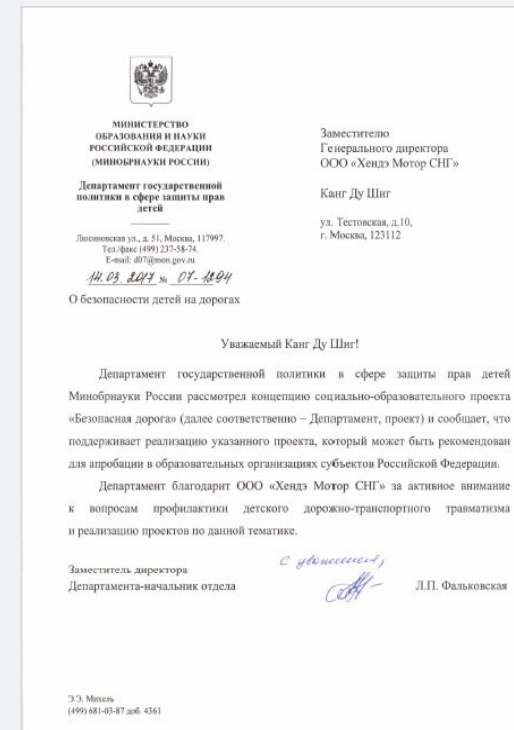 МИНИСТЕРСТВО
ОБРАЗОВАНИЯ И НАУКИ
РОССИЙСКОЙ ФЕДЕРАЦИИ
(МИНОБРНАУКИ РОССИИ)
Департамент государственной
политики в сфере защиты прав
детей
Люсиновская ул., д. 51, Москва, 117997.
Тел./факс (499) 237-58-74.
E-mail: d07@mon.gov.ru
14.03.2017 № 07-1294
О безопасности детей на дорогах
Заместителю
Генерального директора
ООО «Хендэ Мотор СНГ»
Канг Ду Шиг
ул. Тестовская, д.10,
г. Москва, 123112
Уважаемый Канг Ду Шиг!
Департамент государственной политики в сфере защиты прав детей
Минобрнауки России рассмотрел концепцию социально-образовательного проекта
«Безопасная дорога» (далее соответственно – Департамент, проект) и сообщает, что
поддерживает реализацию указанного проекта, который может быть рекомендован
для апробации в образовательных организациях субъектов Российской Федерации.
Департамент благодарит ООО «Хендэ Мотор СНГ» за активное внимание
к вопросам профилактики детского дорожно-транспортного травматизма
и реализацию проектов по данной тематике.
с уважением,
Заместитель директора
Департамента-начальник отдела
Л.П. Фальковская
Э.Э. Михель
(499) 681-03-87 доб. 4361